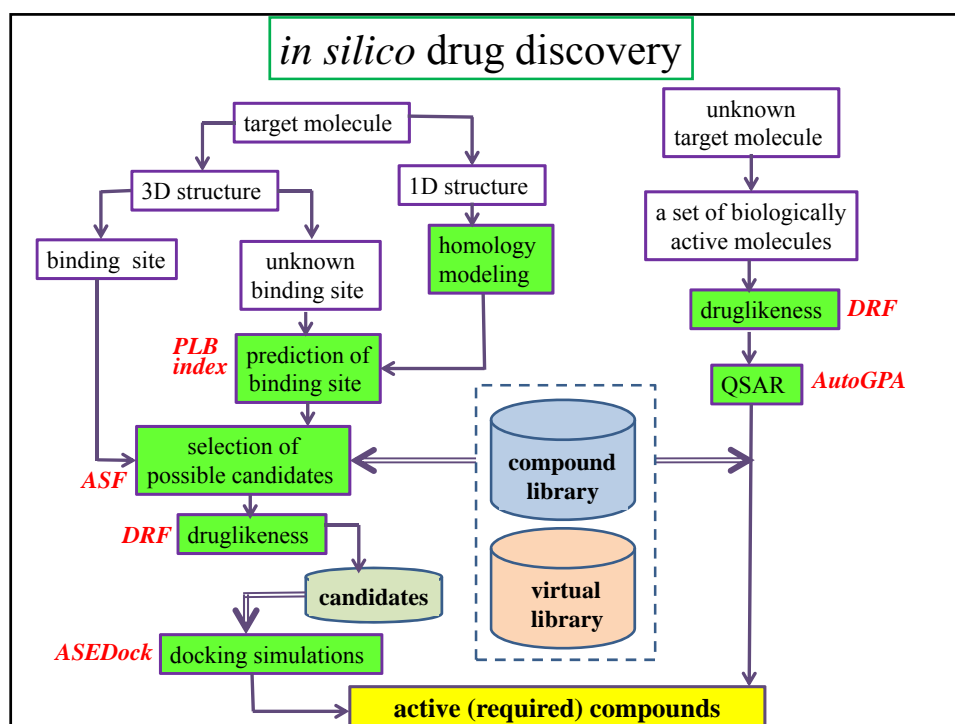 in silico drug discovery
target molecule
unknown
target molecule
3D structure
1D structure
a set of biologically
active molecules
binding site
unknown
binding site
homology
modeling
druglikeness
DRF
PLB
index
prediction of
binding site
QSAR
AutoGPA
selection of
possible candidates
ASF
compound
library
DRF
druglikeness
candidates
virtual
library
ASEDock
docking simulations
active (required) compounds